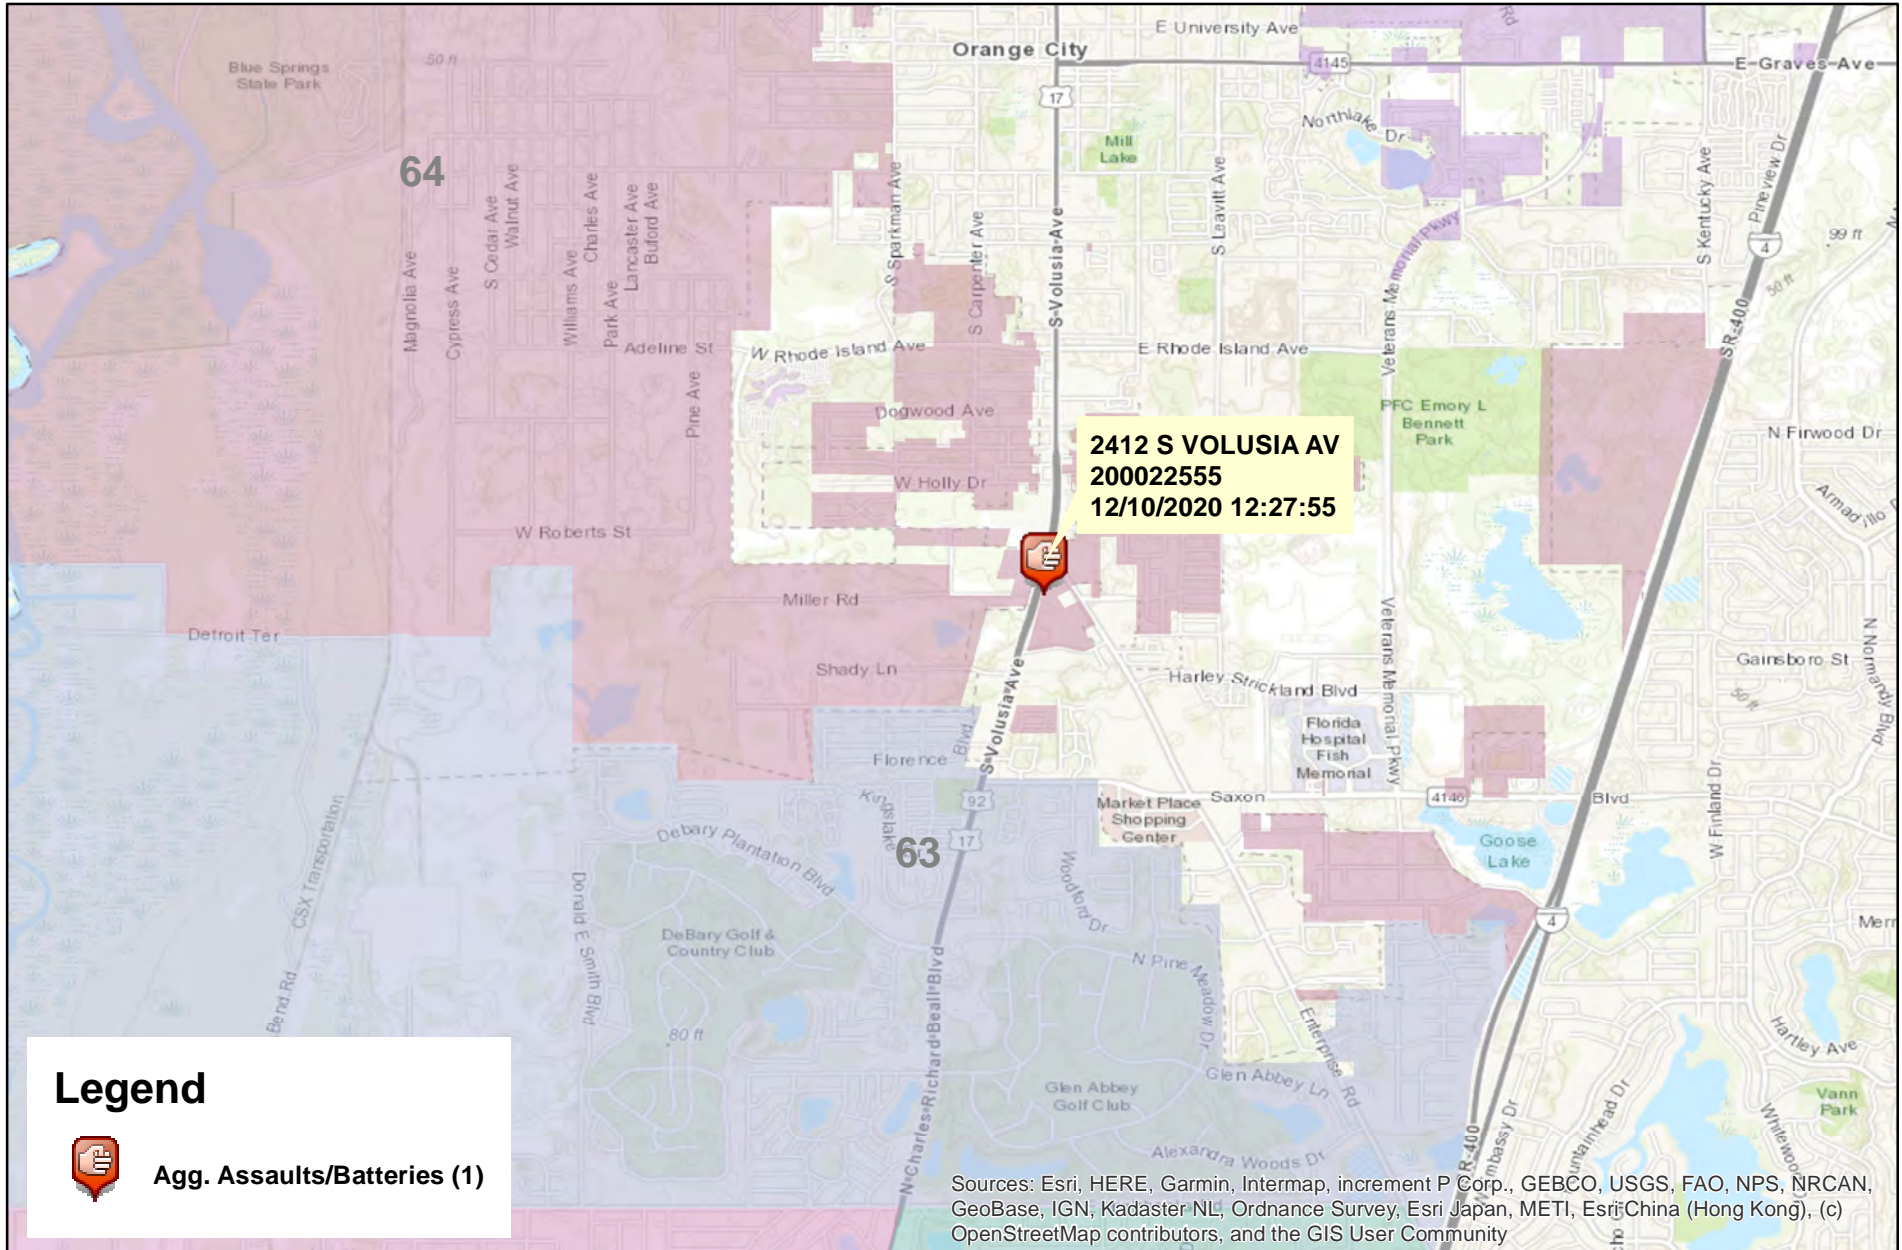 E University Ave
Orange City
4145
E Graves Ave
Blue Springs
State Park
50 ft
17
Northlake Dr
Mill
Lake
64
S Cedar Ave
Walnut Ave
Charles Ave
Lancaster Ave
Buford Ave
S Sparkman Ave
S Carpenter Ave
S Volusia Ave
S Leavitt Ave
Veterans Memorial Pkwy
S Kentucky Ave
Pineview Dr
4
99 ft
50 ft
SR-400
Magnolia Ave
Cypress Ave
Williams Ave
Park Ave
Adeline St
W Rhode Island Ave
E Rhode Island Ave
Pine Ave
Dogwood Ave
PFC Emory L
Bennett
Park
N Firwood Dr
2412 S VOLUSIA AV
200022555
12/10/2020 12:27:55
W Holly Dr
W Roberts St
Armadillo
Miller Rd
Detroit Ter
Shady Ln
S Volusia Ave
Harley Strickland Blvd
Veterans Memorial Pkwy
Gainsboro St
50 ft
N Normandy Blvd
Florida
Hospital
Fish
Memorial
Florence
Blvd
Kingslake
92
17
63
Market Place
Shopping
Center
Saxon
4146
Blvd
W Finland Dr
Goose
Lake
Debary Plantation Blvd
Woodford Dr
CSX Transportation
Donald E Smith Blvd
DeBary Golf &
Country Club
4
N Pine Meadow Dr
Bend Rd
80 ft
N Charles Richard Beall Blvd
Enterprise Rd
Hartley Ave
Glen Abbey Ln
Glen Abbey
Golf Club
Vann
Park
Alexandra Woods Dr
R-400
Legend
Agg. Assaults/Batteries (1)
Sources: Esri, HERE, Garmin, Intermap, increment P Corp., GEBCO, USGS, FAO, NPS, NRCAN,
GeoBase, IGN, Kadaster NL, Ordnance Survey, Esri Japan, METI, Esri China (Hong Kong), (c)
OpenStreetMap contributors, and the GIS User Community